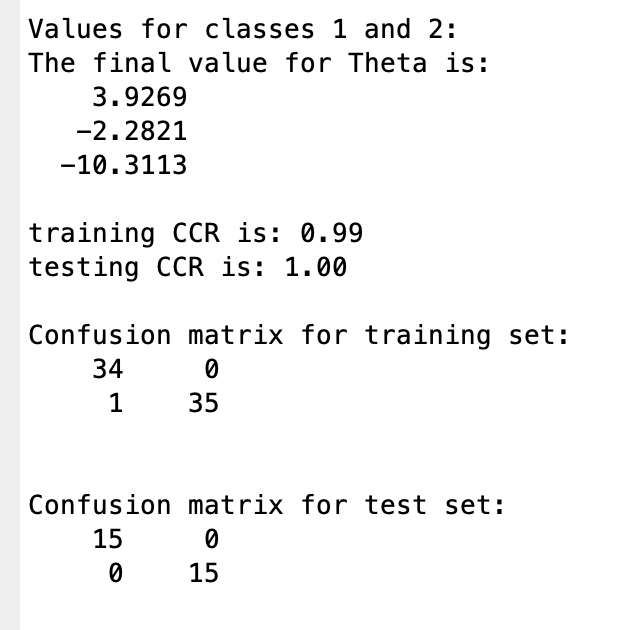 Values for classes 1 and 2:
The final value for Theta is:
3.9269
-2.2821
-10.3113
training CCR is: 0.99
testing CCR is: 1.00
Confusion matrix for training set:
34 0
1 35
Confusion matrix for test set:
15 0
0 15